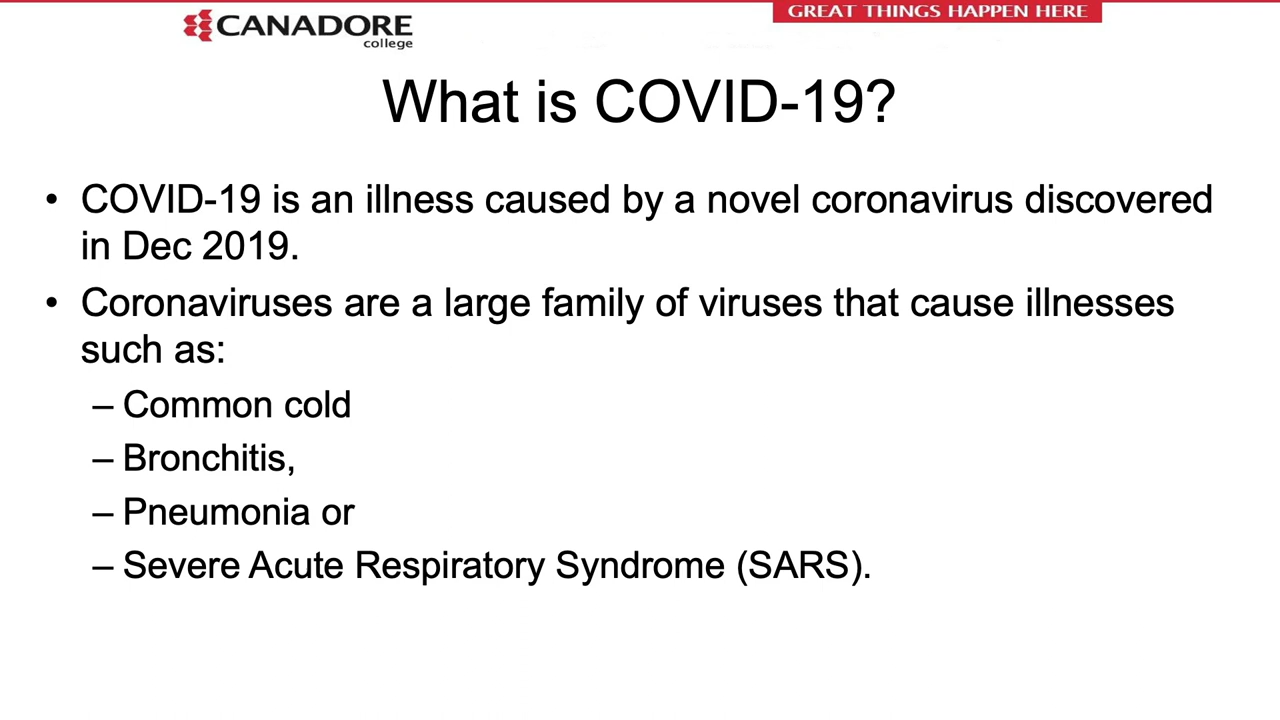 CANADORE
college
GREAT THINGS HAPPEN HERE
What is COVID-19?
• COVID-19 is an illness caused by a novel coronavirus discovered
in Dec 2019.
• Coronaviruses are a large family of viruses that cause illnesses
such as:
– Common cold
– Bronchitis,
– Pneumonia or
– Severe Acute Respiratory Syndrome (SARS).